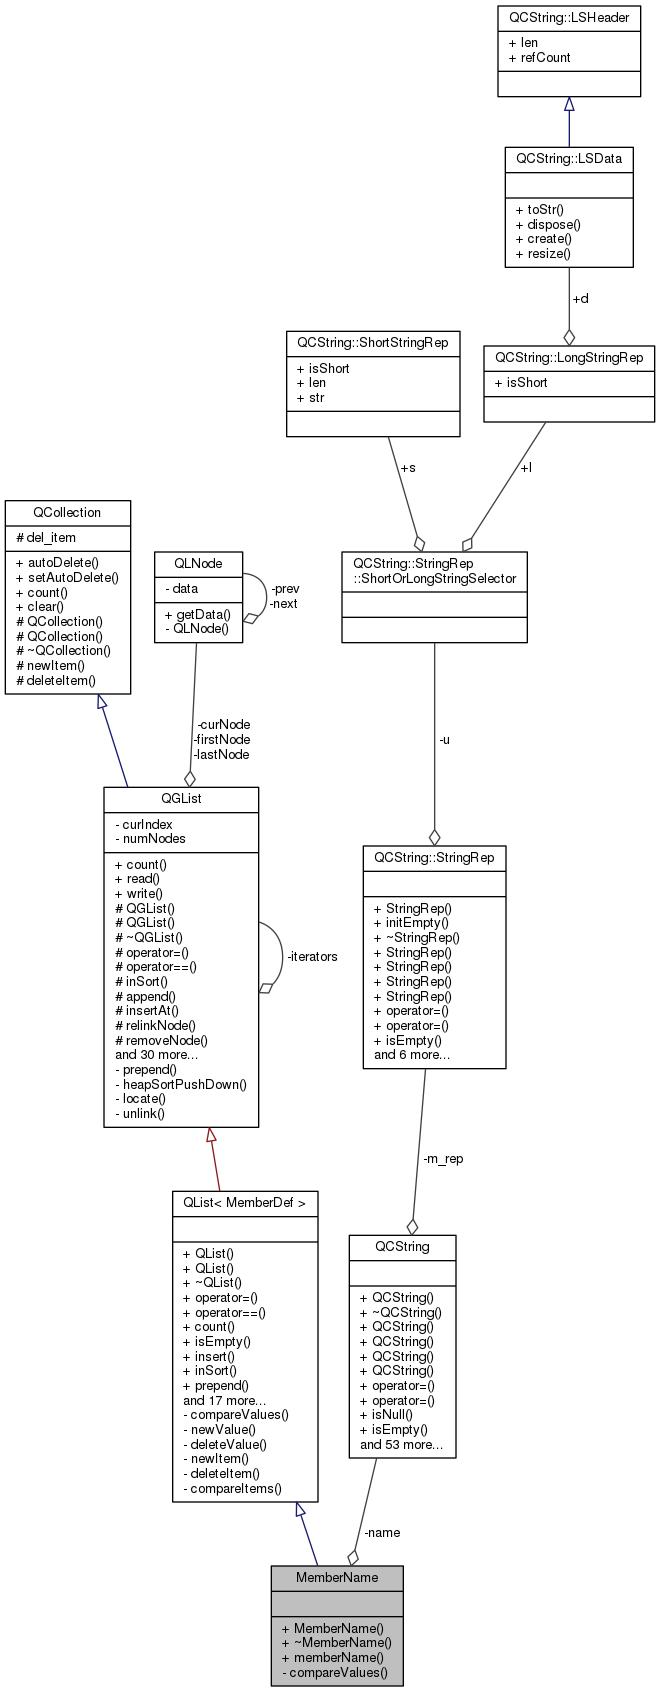 QCString::LSHeader
+ len
+ refCount
QCString::LSData
+ toStr()
+ dispose()
+ create()
+ resize()
+d
QCString::ShortStringRep
+ isShort
+ len
+ str
QCString::LongStringRep
+ isShort
+s
+l
QCollection
# del_item
+ autoDelete()
+ setAutoDelete()
+ count()
+ clear()
# QCollection()
# QCollection()
# ~QCollection()
# newItem()
# deleteItem()
QLNode
- data
+ getData()
- QLNode()
-prev
-next
QCString::StringRep
::ShortOrLongStringSelector
-curNode
-firstNode
-lastNode
-u
QGList
- curIndex
- numNodes
+ count()
+ read()
+ write()
# QGList()
# QGList()
# ~QGList()
# operator=()
# operator==()
# inSort()
# append()
# insertAt()
# relinkNode()
# removeNode()
and 30 more...
- prepend()
- heapSortPushDown()
- locate()
- unlink()
-iterators
QCString::StringRep
+ StringRep()
+ initEmpty()
+ ~StringRep()
+ StringRep()
+ StringRep()
+ StringRep()
+ StringRep()
+ operator=()
+ operator=()
+ isEmpty()
and 6 more...
-m_rep
QList< MemberDef >
+ QList()
+ QList()
+ ~QList()
+ operator=()
+ operator==()
+ count()
+ isEmpty()
+ insert()
+ inSort()
+ prepend()
and 17 more...
- compareValues()
- newValue()
- deleteValue()
- newItem()
- deleteItem()
- compareItems()
QCString
+ QCString()
+ ~QCString()
+ QCString()
+ QCString()
+ QCString()
+ QCString()
+ operator=()
+ operator=()
+ isNull()
+ isEmpty()
and 53 more...
-name
MemberName
+ MemberName()
+ ~MemberName()
+ memberName()
- compareValues()